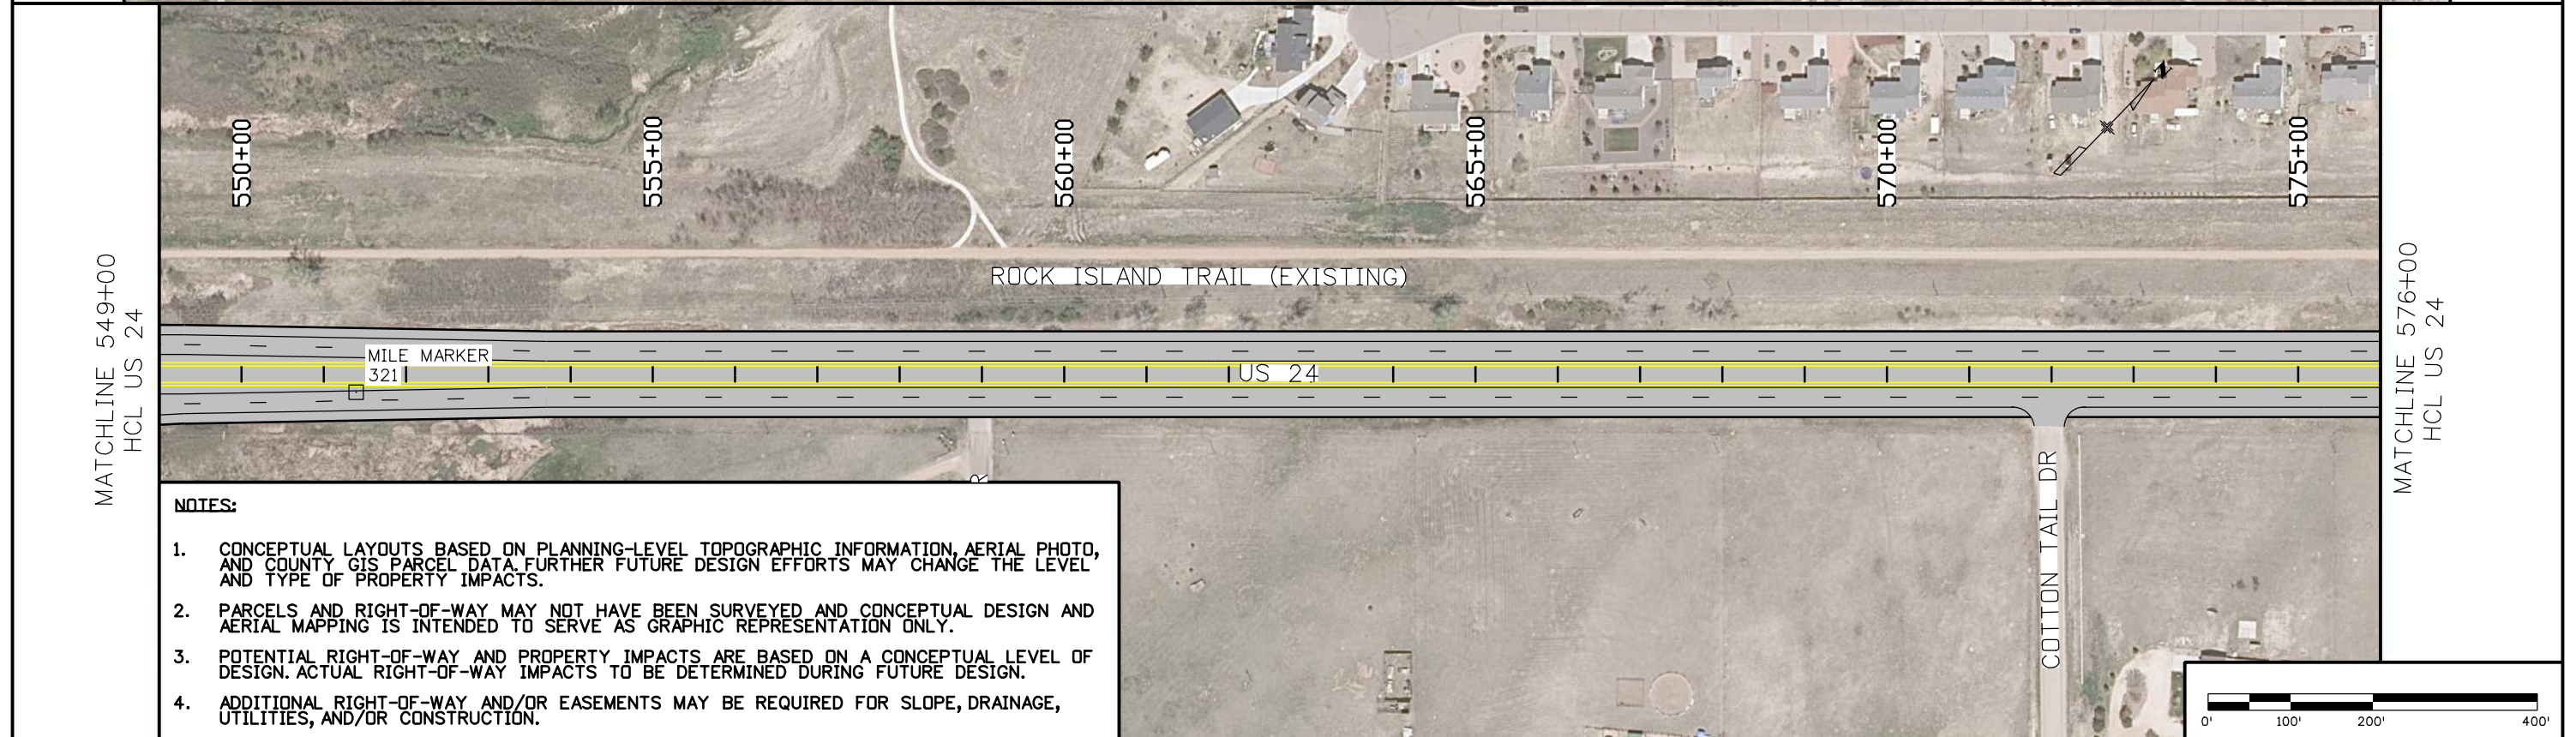 550+00
555+00
560+00
565+00
570+00
575+00
MATCHLINE 549+00
HCL US 24
MATCHLINE 576+00
HCL US 24
ROCK ISLAND TRAIL (EXISTING)
MILE MARKER
321
US 24
R
COTTON TAIL DR
NOTES:
1. CONCEPTUAL LAYOUTS BASED ON PLANNING-LEVEL TOPOGRAPHIC INFORMATION, AERIAL PHOTO,
AND COUNTY GIS PARCEL DATA. FURTHER FUTURE DESIGN EFFORTS MAY CHANGE THE LEVEL
AND TYPE OF PROPERTY IMPACTS.
2. PARCELS AND RIGHT-OF-WAY MAY NOT HAVE BEEN SURVEYED AND CONCEPTUAL DESIGN AND
AERIAL MAPPING IS INTENDED TO SERVE AS GRAPHIC REPRESENTATION ONLY.
3. POTENTIAL RIGHT-OF-WAY AND PROPERTY IMPACTS ARE BASED ON A CONCEPTUAL LEVEL OF
DESIGN. ACTUAL RIGHT-OF-WAY IMPACTS TO BE DETERMINED DURING FUTURE DESIGN.
4. ADDITIONAL RIGHT-OF-WAY AND/OR EASEMENTS MAY BE REQUIRED FOR SLOPE, DRAINAGE,
UTILITIES, AND/OR CONSTRUCTION.
N
0' 100' 200' 400'